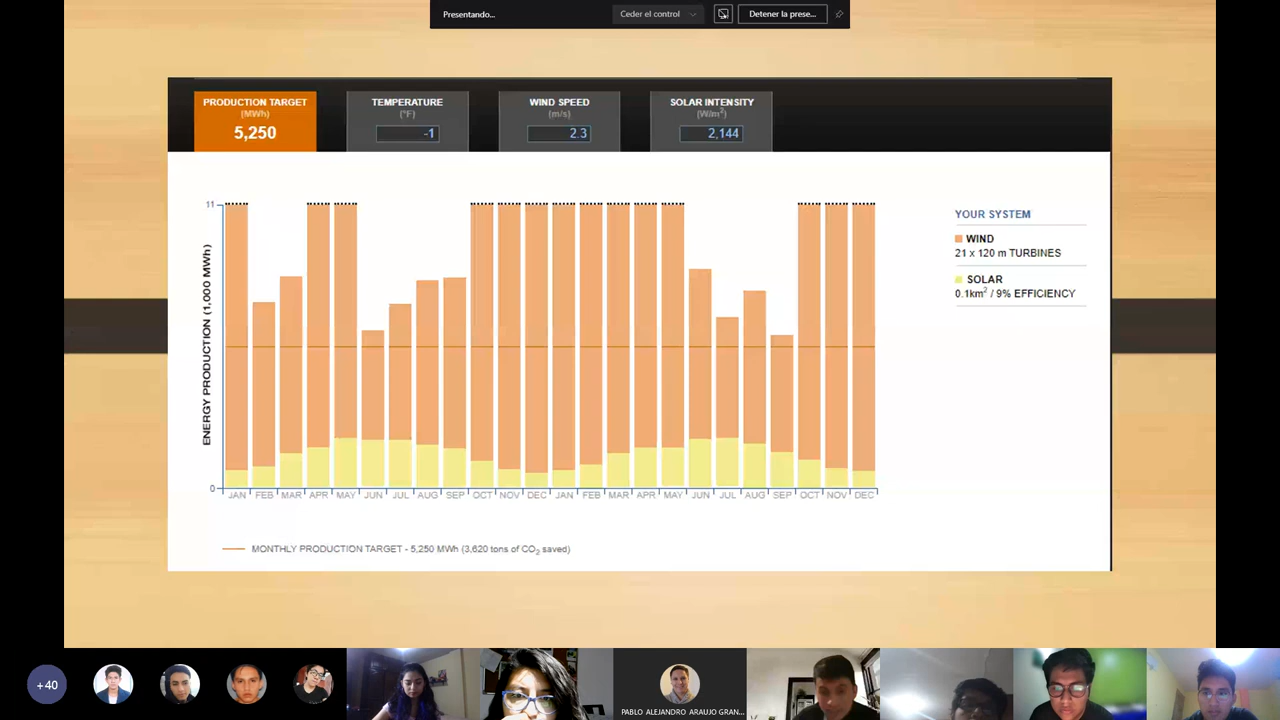 Presentando...
Ceder el control
Detener la prese...
PRODUCTION TARGET
(MWh)
5,250
TEMPERATURE
(°F)
-1
WIND SPEED
(m/s)
2.3
SOLAR INTENSITY
(W/m²)
2,144
11
ENERGY PRODUCTION (1,000 MWh)
0
JAN FEB MAR APR MAY JUN JUL AUG SEP OCT NOV DEC JAN FEB MAR APR MAY JUN JUL AUG SEP OCT NOV DEC
YOUR SYSTEM
WIND
21 x 120 m TURBINES
SOLAR
0.1km² / 9% EFFICIENCY
MONTHLY PRODUCTION TARGET - 5,250 MWh (3,620 tons of CO₂ saved)
+40
PABLO ALEJANDRO ARAUJO GRAN...